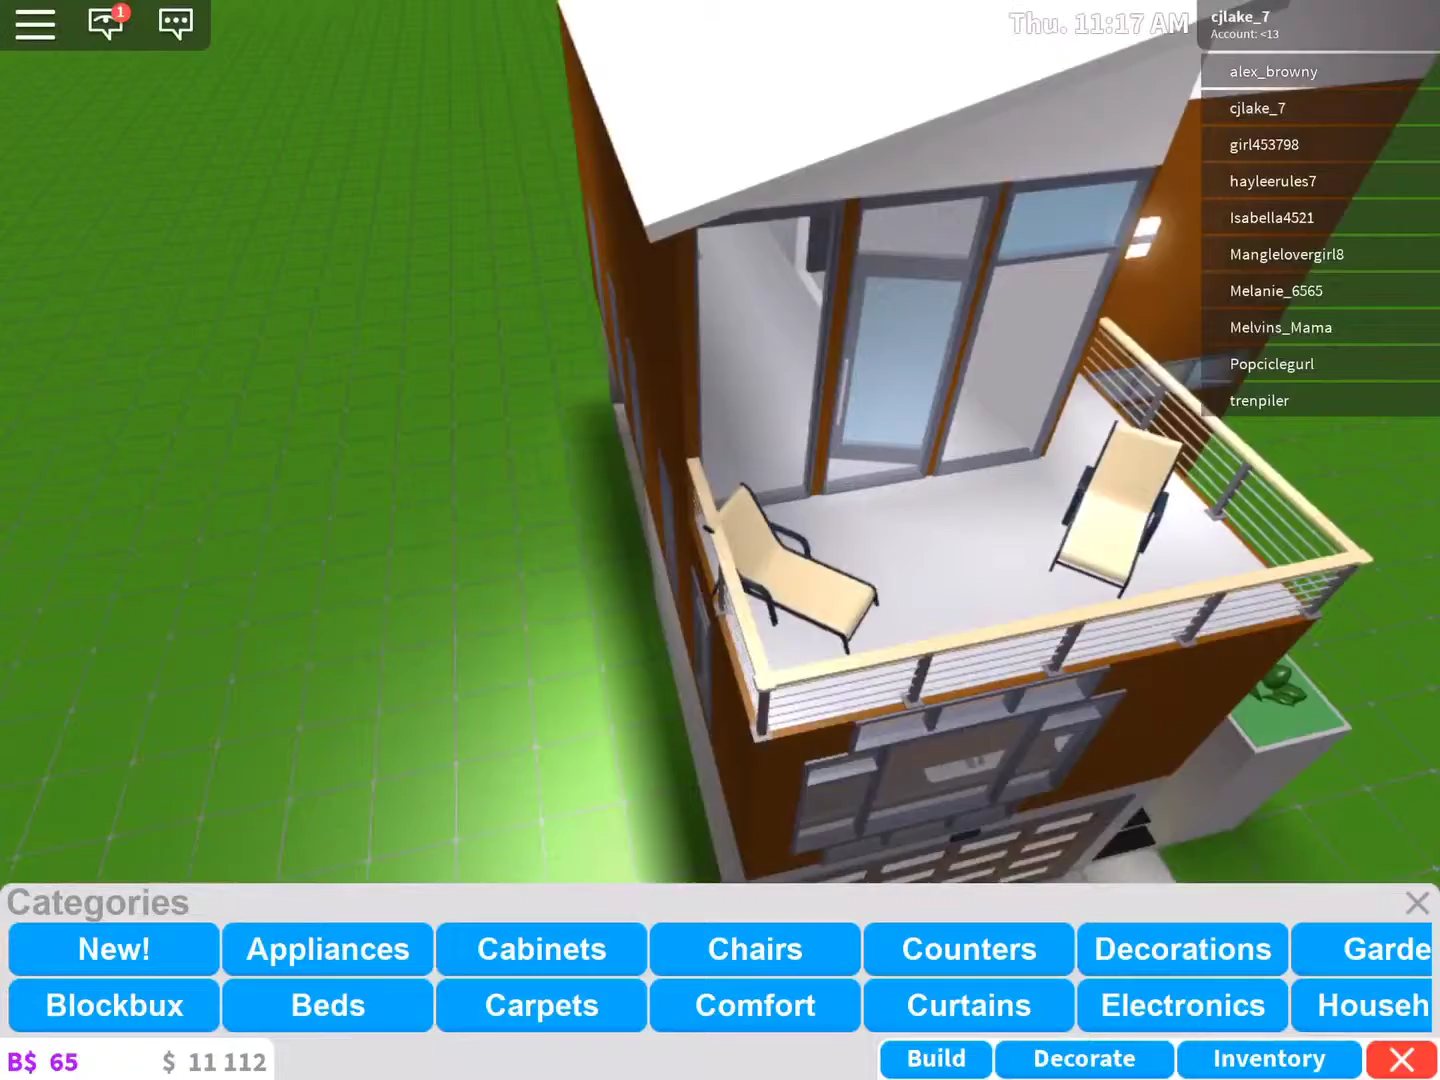 1
Thu. 11:17 AM
cjlake_7
Account: <13
alex_browny
cjlake_7
girl453798
hayleerules7
Isabella4521
Manglelovergirl8
Melanie_6565
Melvins_Mama
Popciclegurl
trenpiler
Categories
New! Appliances Cabinets Chairs Counters Decorations Garde
Blockbux Beds Carpets Comfort Curtains Electronics Househ
B$ 65 $ 11 112 Build Decorate Inventory